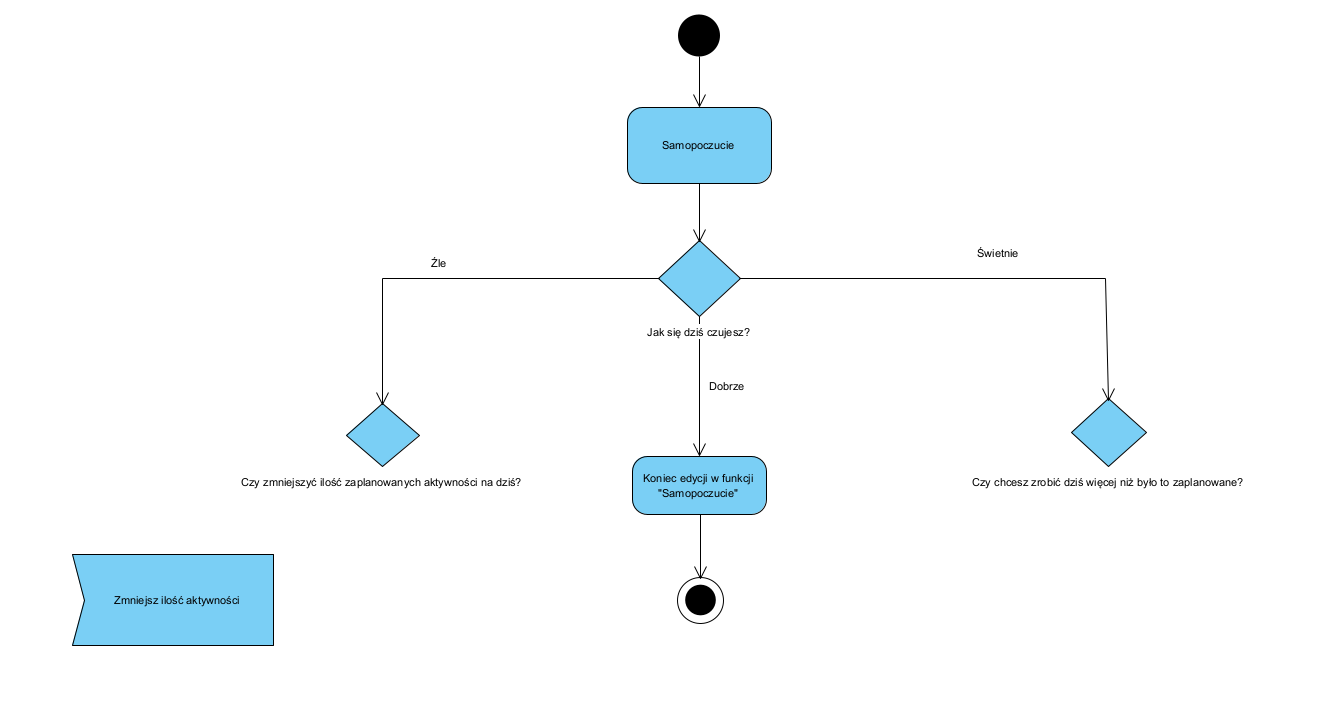 Samopoczucie
Źle
Świetnie
Jak się dziś czujesz?
Dobrze
Czy zmniejszyć ilość zaplanowanych aktywności na dziś?
Koniec edycji w funkcji
"Samopoczucie"
Czy chcesz zrobić dziś więcej niż było to zaplanowane?
Zmniejsz ilość aktywności